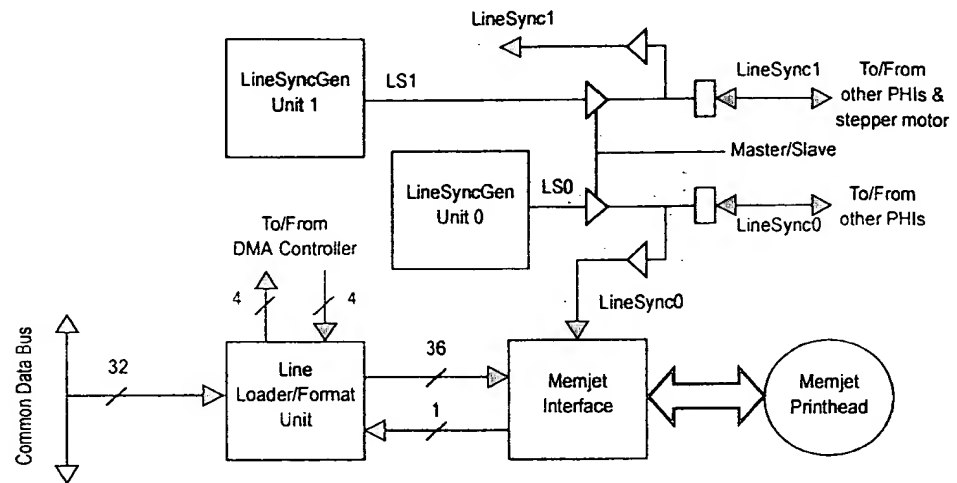 LineSync1
LineSyncGen
Unit 1
LS1
LineSync1
To/From
other PHIs &
stepper motor
Master/Slave
LineSyncGen
Unit 0
LS0
To/From
other PHIs
LineSync0
To/From
DMA Controller
4
4
LineSync0
Common Data Bus
32
Line
Loader/Format
Unit
36
1
Memjet
Interface
Memjet
Printhead